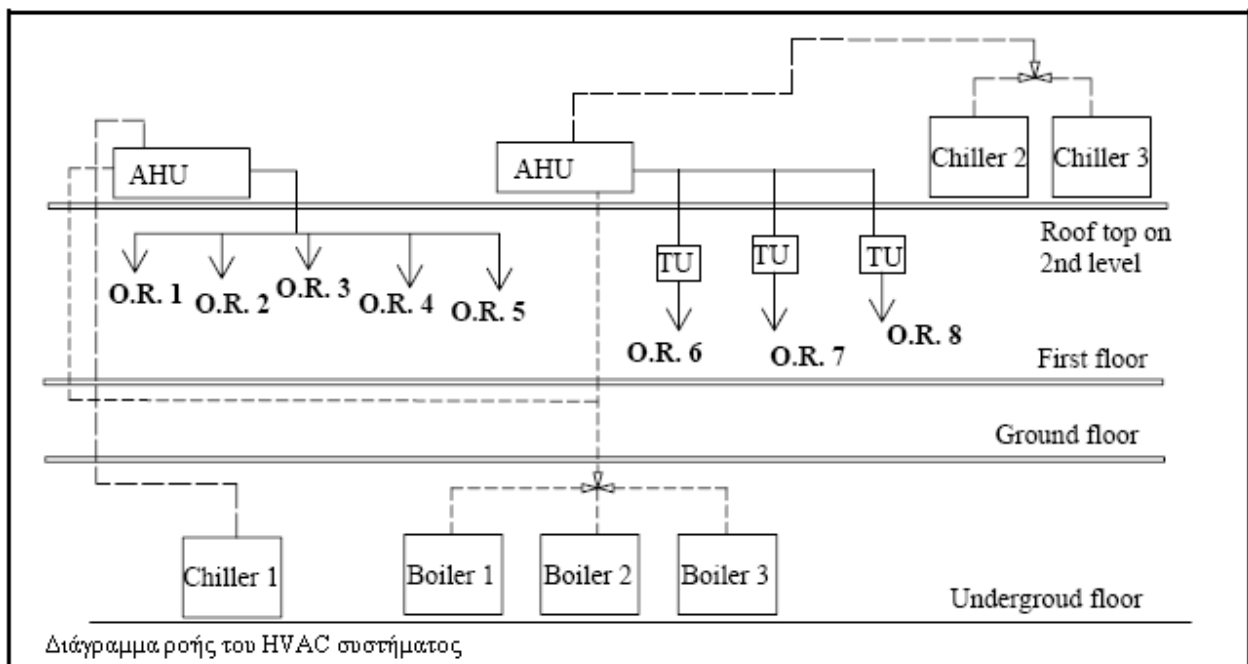 Chiller 2
Chiller 3
AHU
AHU
Roof top on
2nd level
TU
TU
TU
O.R. 1
O.R. 2
O.R. 3
O.R. 4
O.R. 5
O.R. 6
O.R. 7
O.R. 8
First floor
Ground floor
Chiller 1
Boiler 1
Boiler 2
Boiler 3
Undergroud floor
Διάγραμμα ροής του HVAC συστήματος